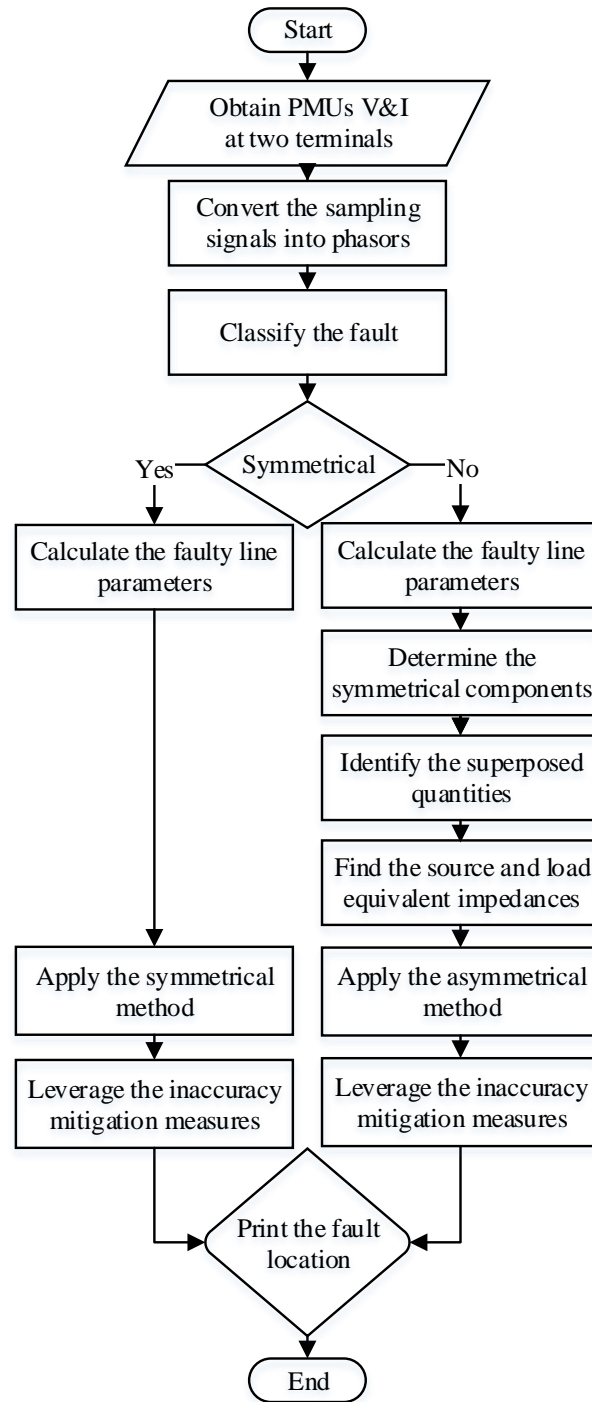 Start
Obtain PMUs V&I
at two terminals
Convert the sampling
signals into phasors
Classify the fault
Symmetrical
Yes
No
Calculate the faulty line
parameters
Calculate the faulty line
parameters
Determine the
symmetrical components
Identify the superposed
quantities
Find the source and load
equivalent impedances
Apply the symmetrical
method
Apply the asymmetrical
method
Leverage the inaccuracy
mitigation measures
Leverage the inaccuracy
mitigation measures
Print the fault
location
End